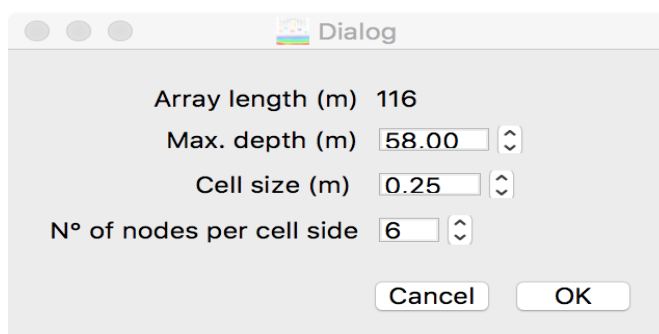 Dialog
Array length (m) 116
Max. depth (m) 58.00
Cell size (m) 0.25
N° of nodes per cell side 6
Cancel OK